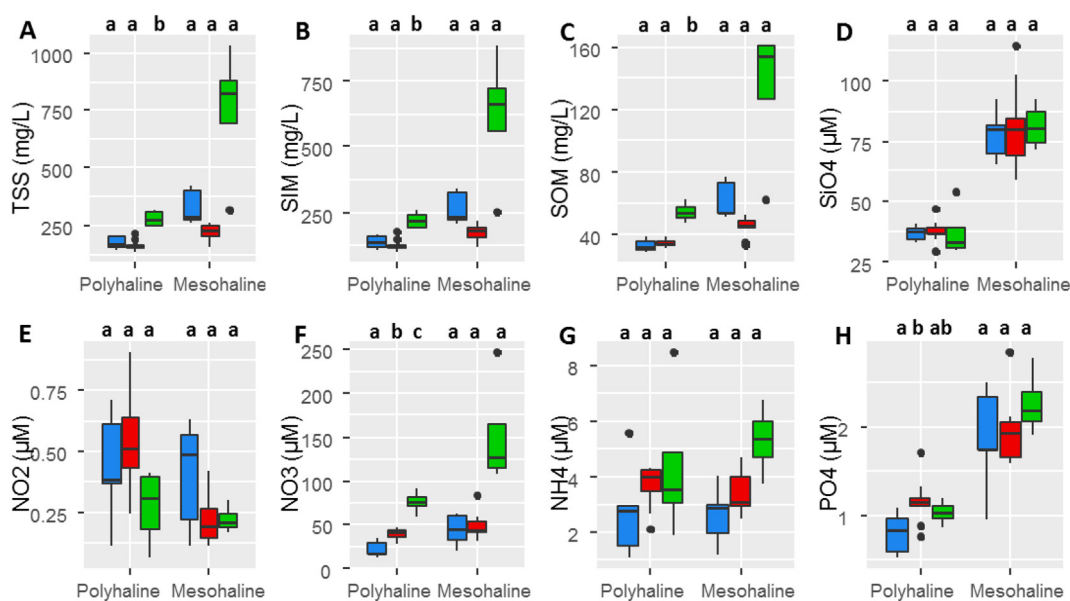 A a a b a a a
TSS (mg/L)
1000
750
500
250
Polyhaline Mesohaline
B a a b a a a
SIM (mg/L)
750
500
250
Polyhaline Mesohaline
C a a b a a a
SOM (mg/L)
160
120
80
40
Polyhaline Mesohaline
D a a a a a a
SiO4 (µM)
100
75
50
25
Polyhaline Mesohaline
E a a a a a a
NO2 (µM)
0.75
0.50
0.25
Polyhaline Mesohaline
F a b c a a a
NO3 (µM)
250
200
150
100
50
0
Polyhaline Mesohaline
G a a a a a a
NH4 (µM)
8
6
4
2
Polyhaline Mesohaline
H a b ab a a a
PO4 (µM)
2
1
Polyhaline Mesohaline